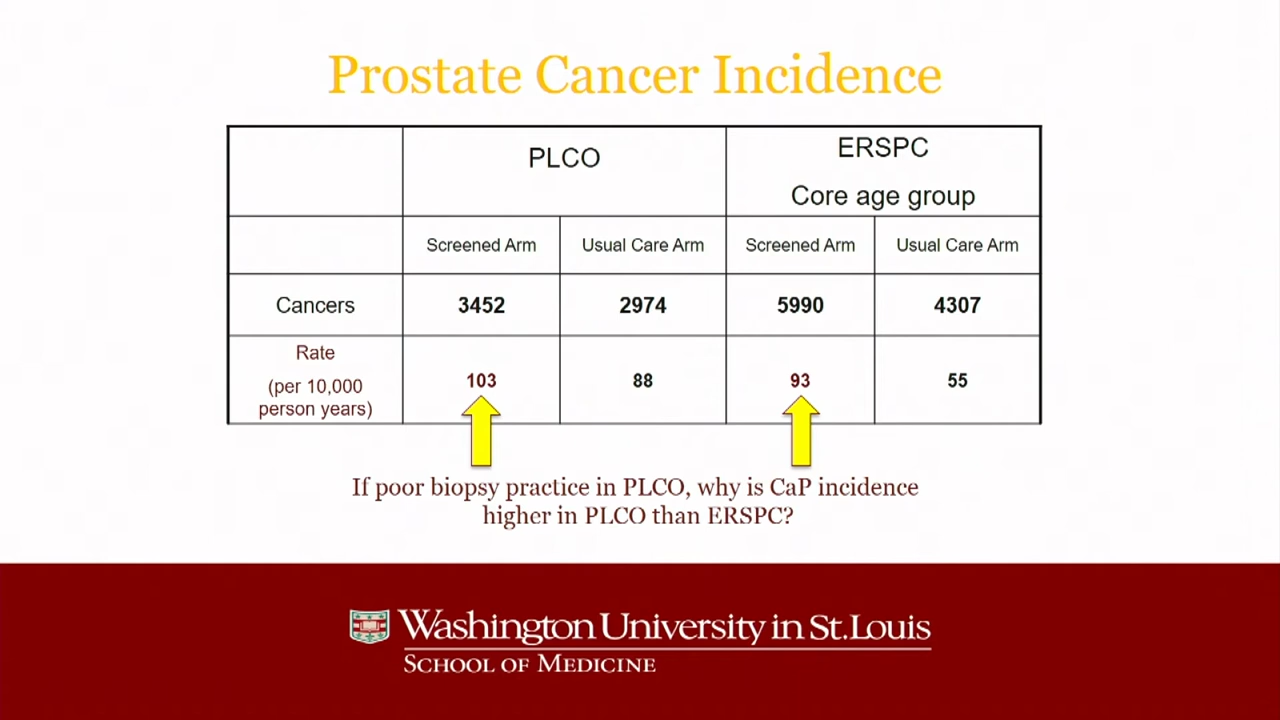 Prostate Cancer Incidence
PLCO
ERSPC
Core age group
Screened Arm
Usual Care Arm
Screened Arm
Usual Care Arm
Cancers
3452
2974
5990
4307
Rate
(per 10,000
person years)
103
88
93
55
If poor biopsy practice in PLCO, why is CaP incidence
higher in PLCO than ERSPC?
Washington University in St.Louis
SCHOOL OF MEDICINE